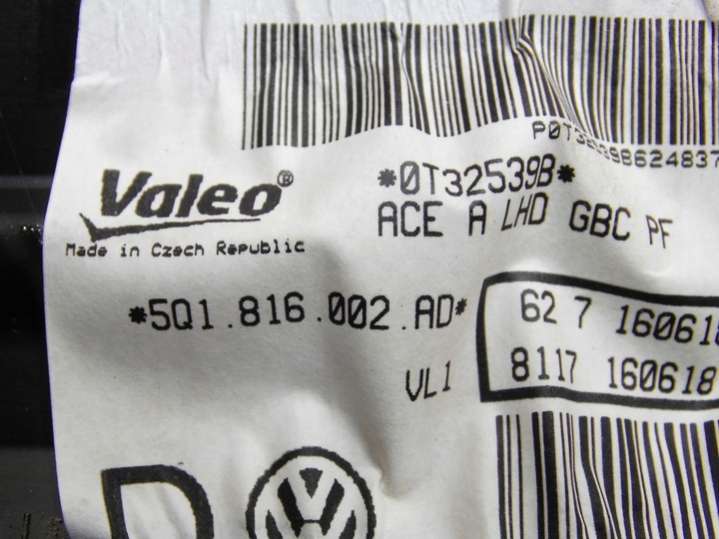 P0T32539B624837
Valeo®
*0T32539B*
ACE A LHD GBC PF
Made in Czech Republic
*5Q1.816.002.AD*
62 7 160618
VL1
8117 160618
D